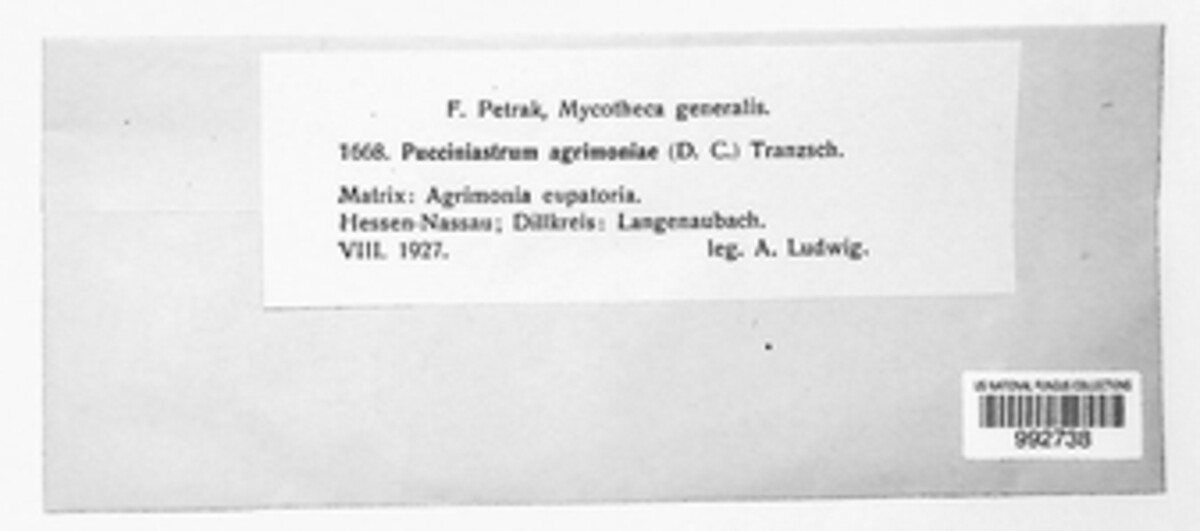 F. Petrak, Mycotheca generalis.
1668. Pucciniastrum agrimoniae (D. C.) Tranzsch.
Matrix: Agrimonia eupatoria.
Hessen-Nassau; Dillkreis: Langenaubach.
VIII. 1927. leg. A. Ludwig.
US NATIONAL FUNGUS COLLECTIONS
992738